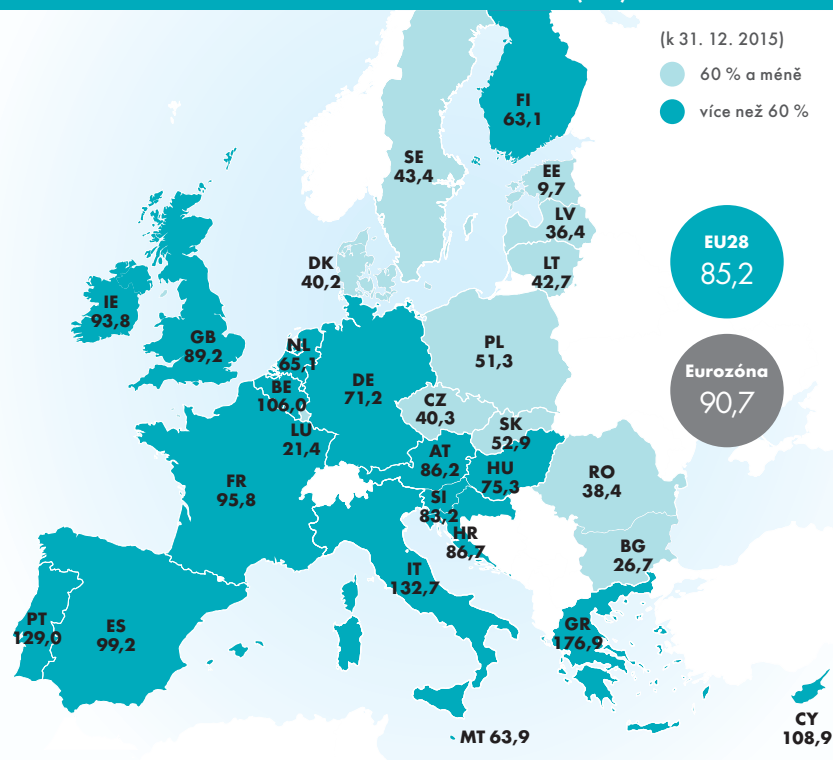 (k 31. 12. 2015)
60 % a méně
více než 60 %
FI
63,1
SE
43,4
EE
9,7
LV
36,4
LT
42,7
DK
40,2
EU28
85,2
IE
93,8
GB
89,2
NL
65,1
PL
51,3
DE
71,2
BE
106,0
Eurozóna
90,7
CZ
40,3
LU
21,4
SK
52,9
AT
86,2
HU
75,3
RO
38,4
FR
95,8
SI
83,2
HR
86,7
BG
26,7
IT
132,7
PT
129,0
ES
99,2
GR
176,9
CY
108,9
MT 63,9